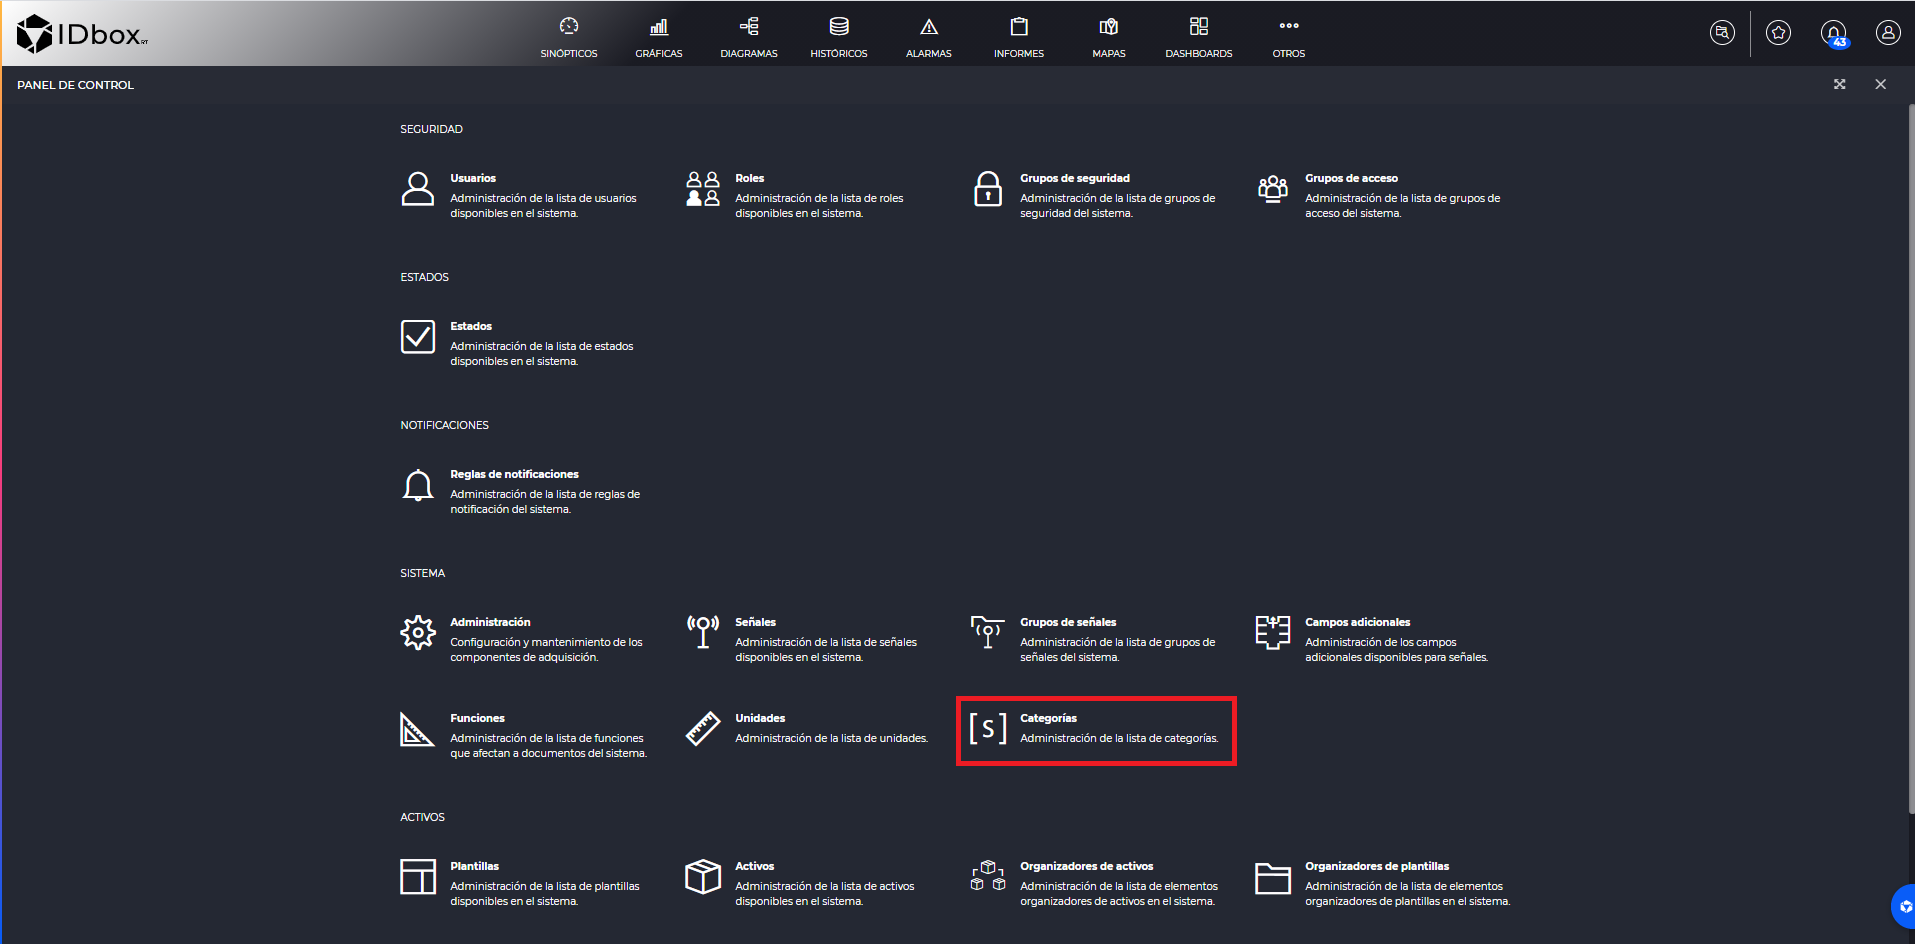 IDbox RT
SINÓPTICOS
GRÁFICAS
DIAGRAMAS
HISTÓRICOS
ALARMAS
INFORMES
MAPAS
DASHBOARDS
OTROS
43
PANEL DE CONTROL
SEGURIDAD
Usuarios
Administración de la lista de usuarios
disponibles en el sistema.
Roles
Administración de la lista de roles
disponibles en el sistema.
Grupos de seguridad
Administración de la lista de grupos de
seguridad del sistema.
Grupos de acceso
Administración de la lista de grupos de
acceso del sistema.
ESTADOS
Estados
Administración de la lista de estados
disponibles en el sistema.
NOTIFICACIONES
Reglas de notificaciones
Administración de la lista de reglas de
notificación del sistema.
SISTEMA
Administración
Configuración y mantenimiento de los
componentes de adquisición.
Señales
Administración de la lista de señales
disponibles en el sistema.
Grupos de señales
Administración de la lista de grupos de
señales del sistema.
Campos adicionales
Administración de los campos
adicionales disponibles para señales.
Funciones
Administración de la lista de funciones
que afectan a documentos del sistema.
Unidades
Administración de la lista de unidades.
[S]
Categorías
Administración de la lista de categorías.
ACTIVOS
Plantillas
Administración de la lista de plantillas
disponibles en el sistema.
Activos
Administración de la lista de activos
disponibles en el sistema.
Organizadores de activos
Administración de la lista de elementos
organizadores de activos en el sistema.
Organizadores de plantillas
Administración de la lista de elementos
organizadores de plantillas en el sistema.